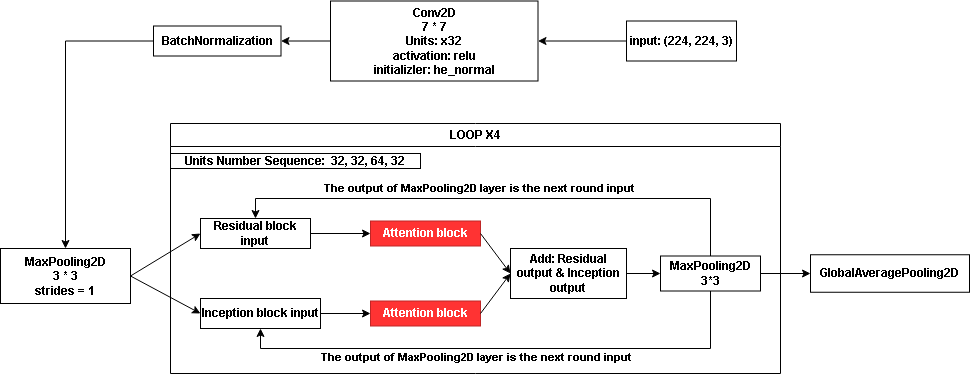 Conv2D
7 * 7
Units: x32
activation: relu
initializler: he_normal
BatchNormalization
input: (224, 224, 3)
LOOP X4
Units Number Sequence: 32, 32, 64, 32
The output of MaxPooling2D layer is the next round input
Residual block
input
Attention block
MaxPooling2D
3 * 3
strides = 1
Add: Residual
output & Inception
output
MaxPooling2D
3*3
GlobalAveragePooling2D
Inception block input
Attention block
The output of MaxPooling2D layer is the next round input